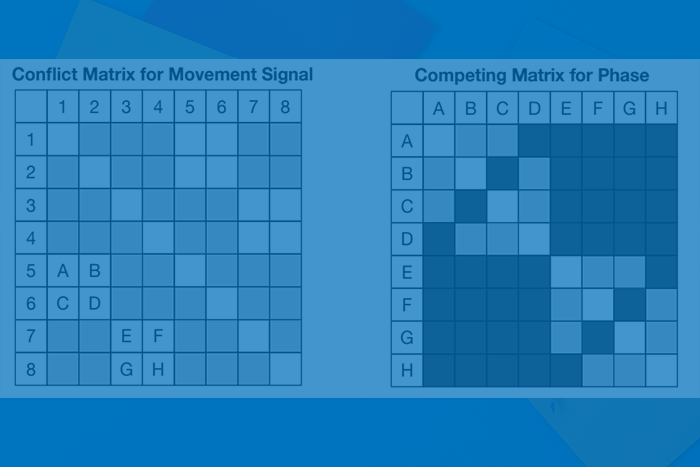 Conflict Matrix for Movement Signal
1 2 3 4 5 6 7 8
1
2
3
4
5 A B
6 C D
7 E F
8 G H
Competing Matrix for Phase
A B C D E F G H
A
B
C
D
E
F
G
H